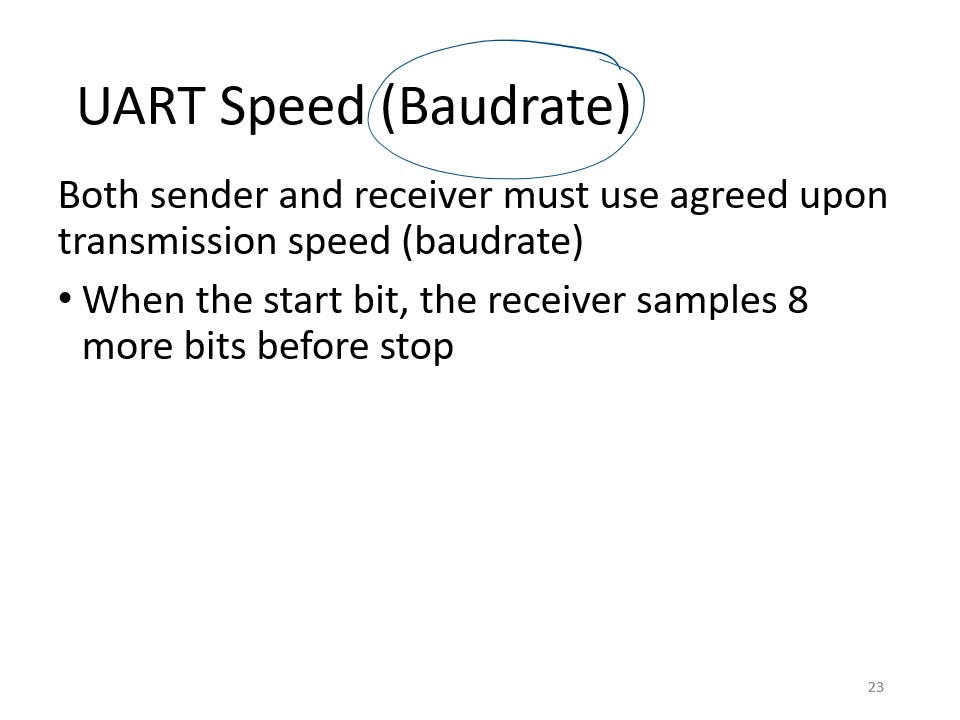 UART Speed (Baudrate)
Both sender and receiver must use agreed upon
transmission speed (baudrate)
• When the start bit, the receiver samples 8
more bits before stop
23